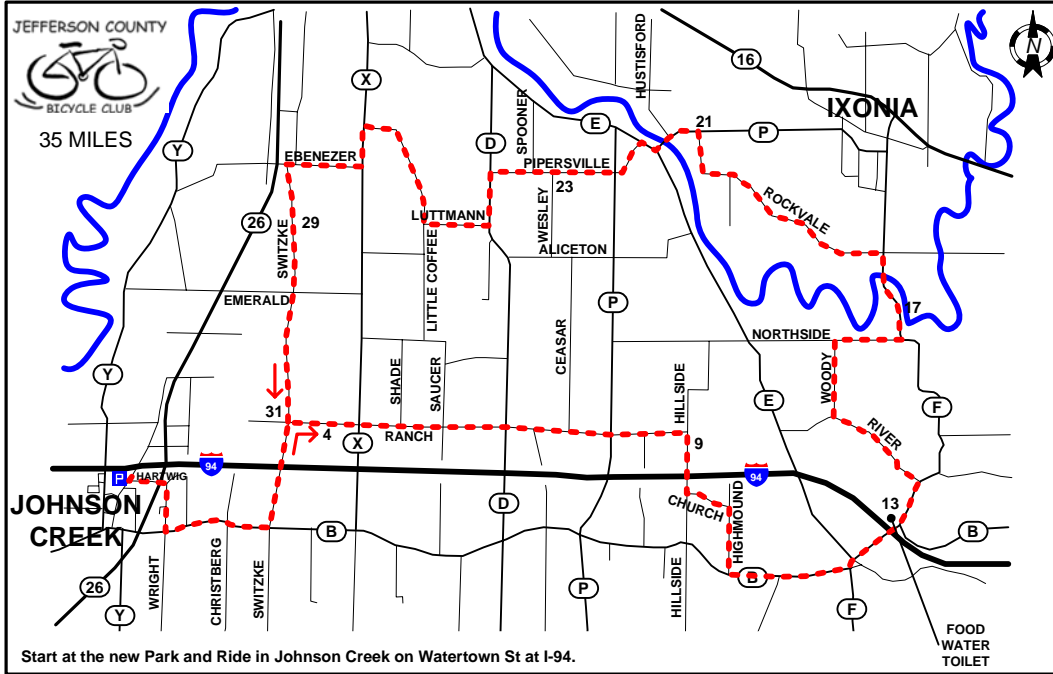 JEFFERSON COUNTY
BICYCLE CLUB
35 MILES
N
X
16
HUSTISFORD
IXONIA
SPOONER
21
E
P
Y
D
EBENEZER
PIPERSVILLE
23
ROCKVALE
26
29
SWITZKE
LUTTMANN
WESLEY
ALICETON
LITTLE COFFEE
EMERALD
P
17
NORTHSIDE
CEASAR
Y
SHADE
SAUCER
HILLSIDE
WOODY
E
F
31
4
RANCH
X
9
RIVER
94
94
P
HARTWIG
JOHNSON
CREEK
CHURCH
HIGHMOUND
13
D
B
B
B
26
Y
WRIGHT
CHRISTBERG
SWITZKE
P
HILLSIDE
F
FOOD
WATER
TOILET
Start at the new Park and Ride in Johnson Creek on Watertown St at I-94.